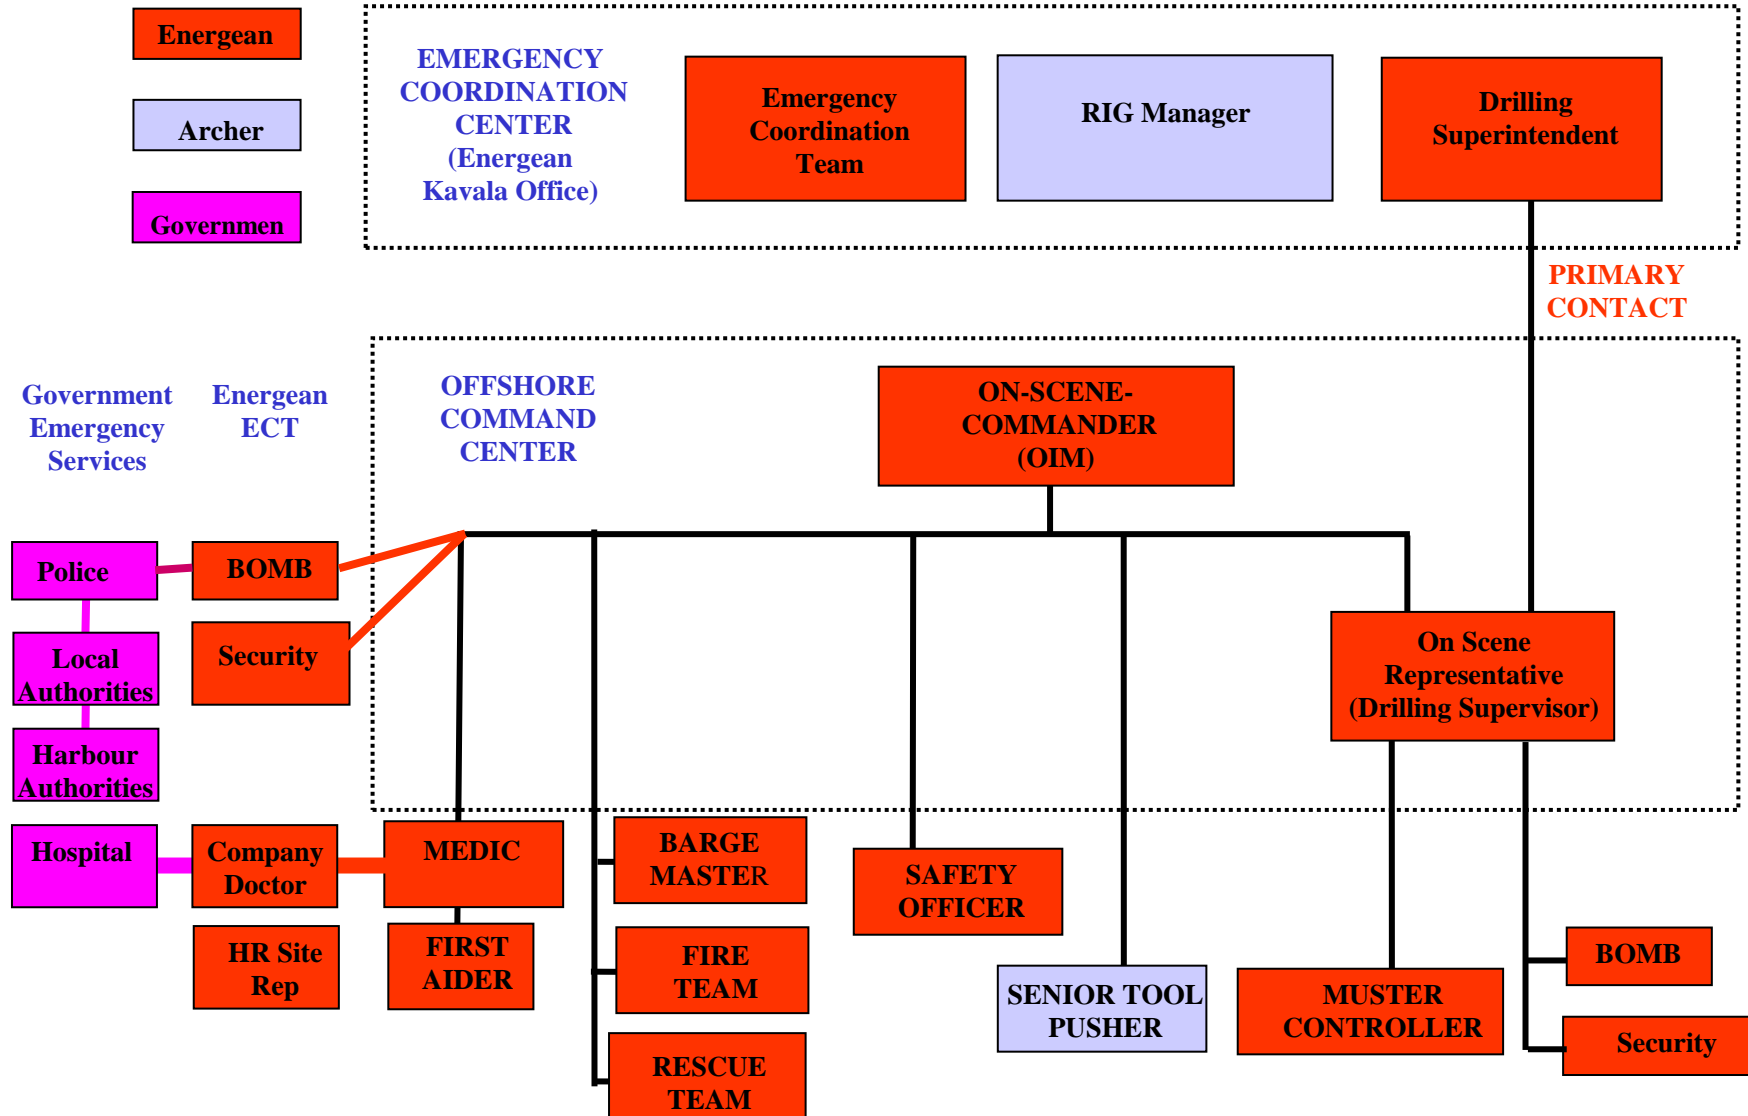 Energean
Archer
Governmen
EMERGENCY
COORDINATION
CENTER
(Energean
Kavala Office)
Emergency
Coordination
Team
RIG Manager
Drilling
Superintendent
PRIMARY
CONTACT
Government
Emergency
Services
Energean
ECT
OFFSHORE
COMMAND
CENTER
ON-SCENE-
COMMANDER
(OIM)
Police
BOMB
Local
Authorities
Security
On Scene
Representative
(Drilling Supervisor)
Harbour
Authorities
Hospital
Company
Doctor
MEDIC
BARGE
MASTER
SAFETY
OFFICER
HR Site
Rep
FIRST
AIDER
FIRE
TEAM
SENIOR TOOL
PUSHER
MUSTER
CONTROLLER
BOMB
Security
RESCUE
TEAM